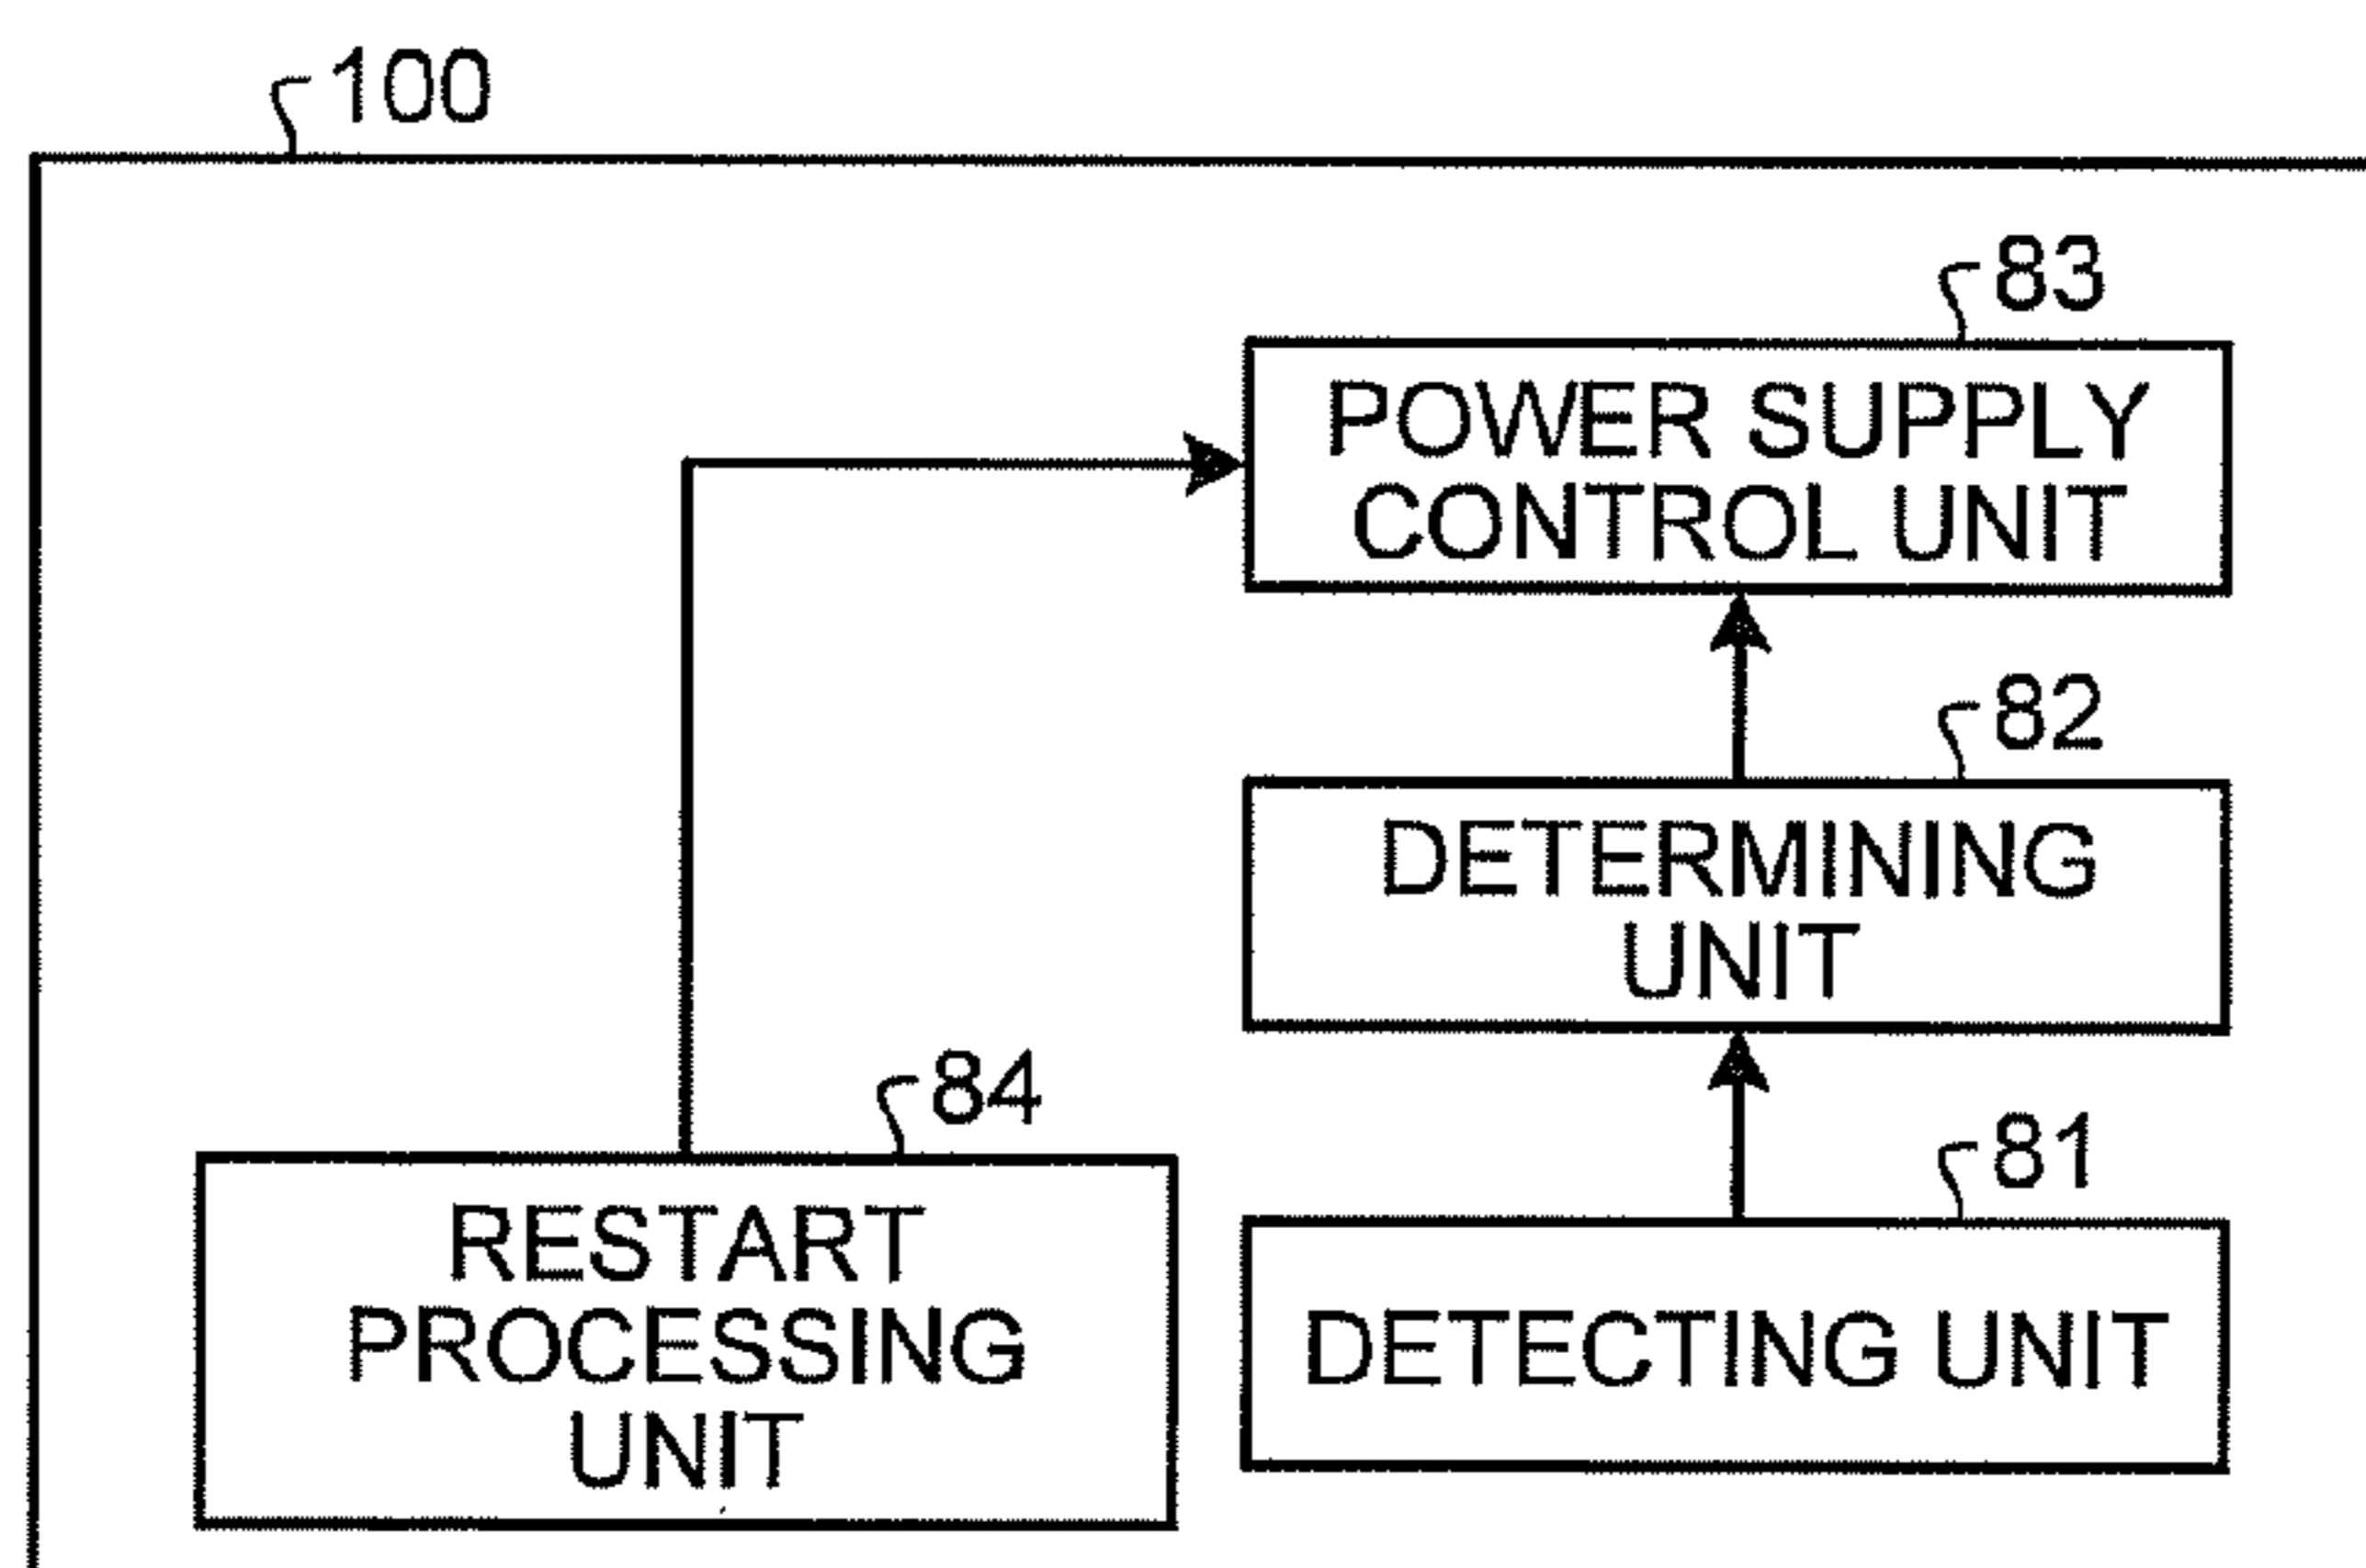 100
83
POWER SUPPLY
CONTROL UNIT
82
DETERMINING
UNIT
84
RESTART
PROCESSING
UNIT
81
DETECTING UNIT